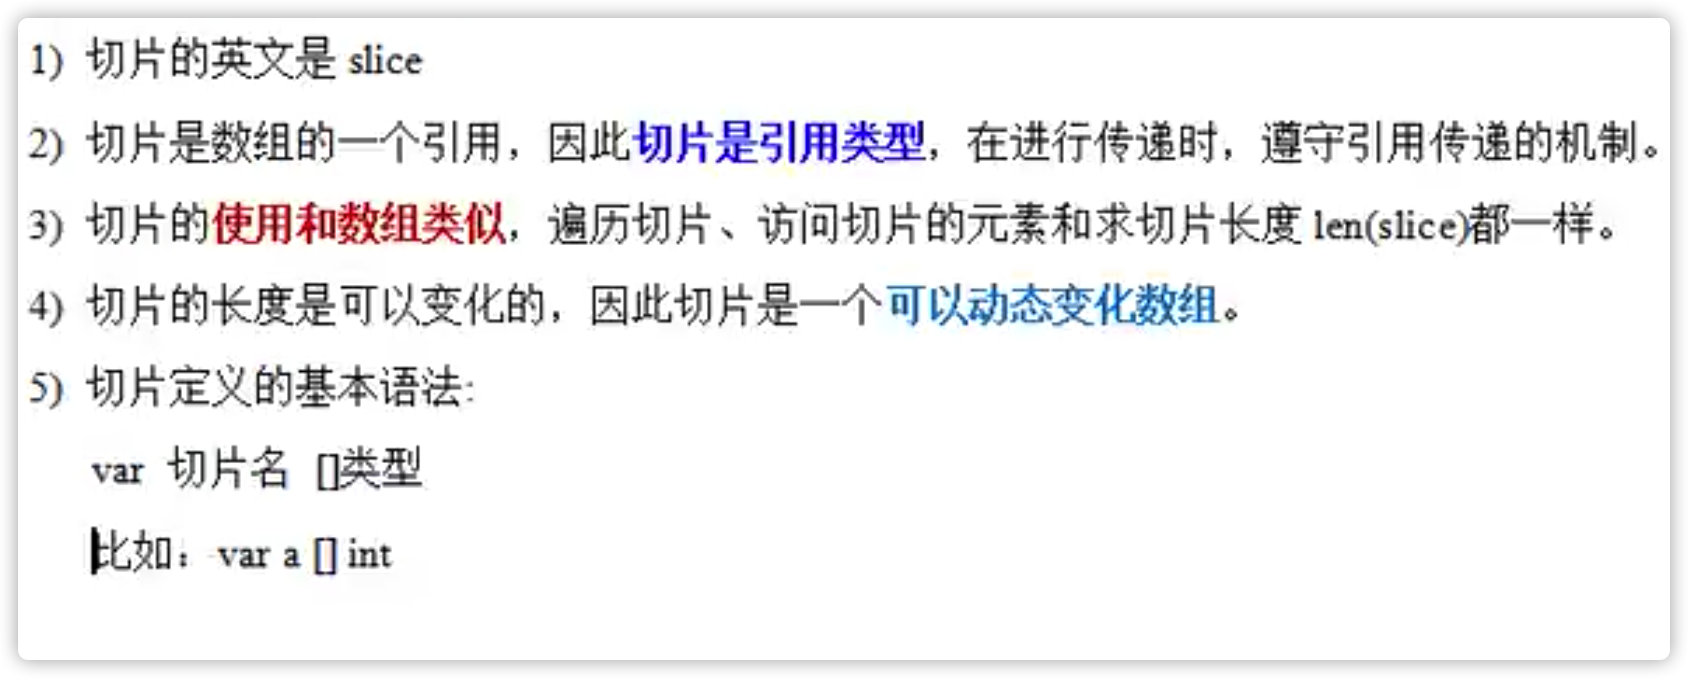 1) 切片的英文是 slice
2) 切片是数组的一个引用，因此切片是引用类型，在进行传递时，遵守引用传递的机制。
3) 切片的使用和数组类似，遍历切片、访问切片的元素和求切片长度 len(slice)都一样。
4) 切片的长度是可以变化的，因此切片是一个可以动态变化数组。
5) 切片定义的基本语法:
var 切片名 []类型
比如：var a [] int